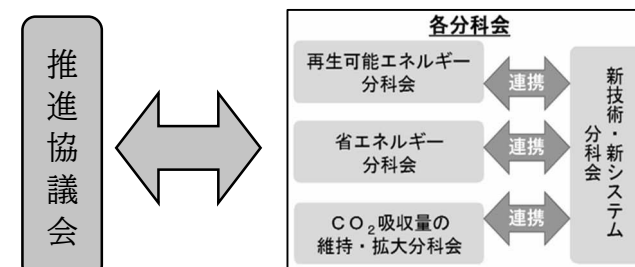 推進協議会
各分科会
再生可能エネルギー
分科会
連携
省エネルギー
分科会
連携
CO₂吸収量の
維持・拡大分科会
連携
新技術・新システム
分科会